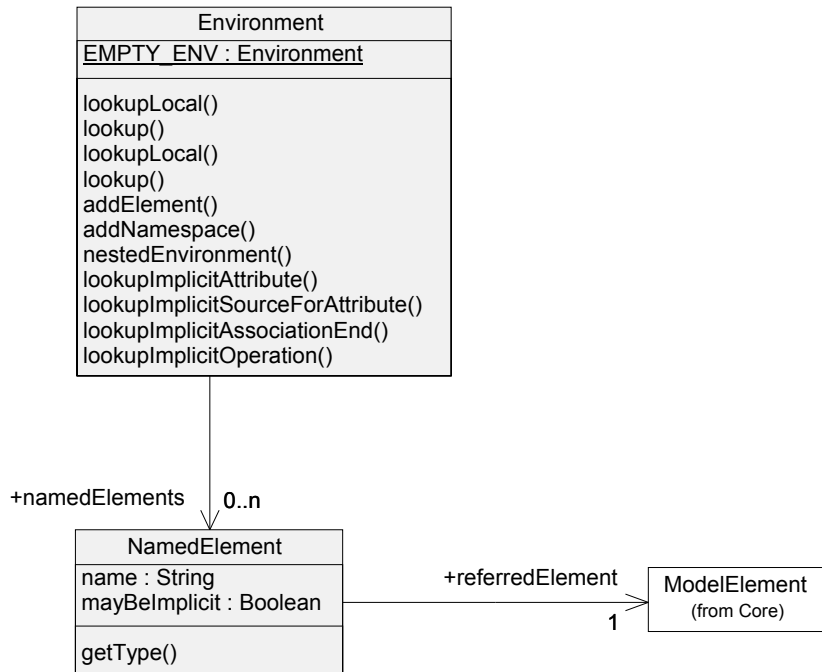 Environment
EMPTY_ENV : Environment
lookupLocal()
lookup()
lookupLocal()
lookup()
addElement()
addNamespace()
nestedEnvironment()
lookupImplicitAttribute()
lookupImplicitSourceForAttribute()
lookupImplicitAssociationEnd()
lookupImplicitOperation()
+namedElements 0..n
NamedElement
name : String
mayBeImplicit : Boolean
getType()
+referredElement
1
ModelElement
(from Core)